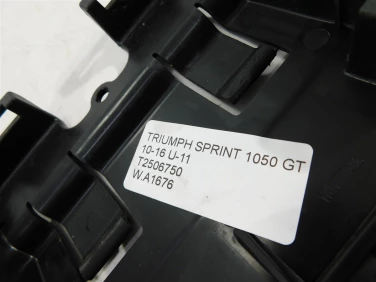 TRIUMPH SPRINT 1050 GT
10-16 U-11
T2506750
W.A1676